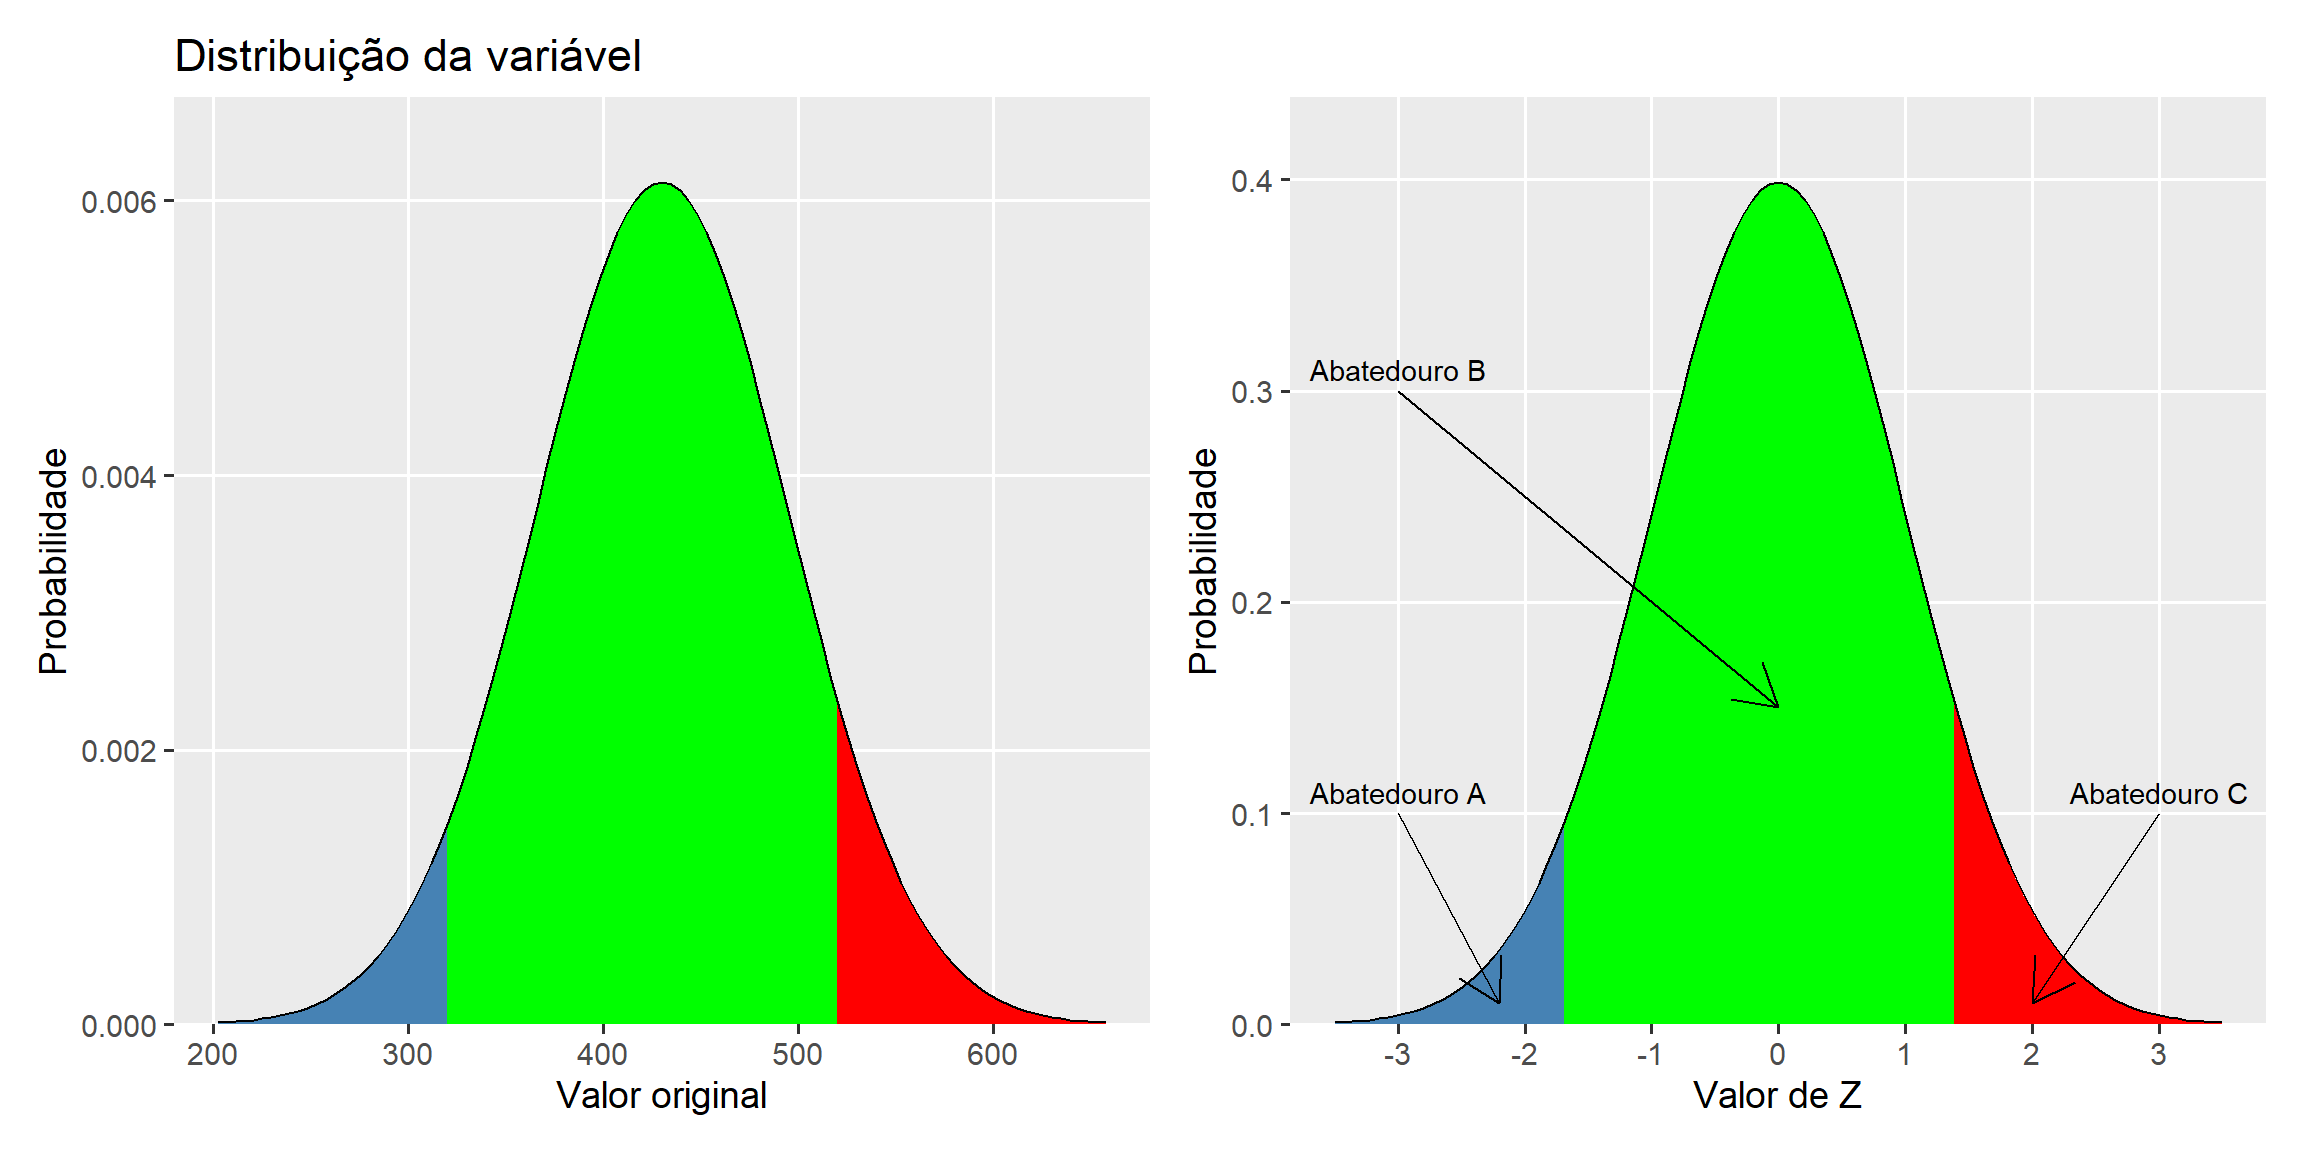 Distribuição da variável
Probabilidade
0.006
0.004
0.002
0.000
200 300 400 500 600
Valor original
Probabilidade
0.4
0.3
0.2
0.1
0.0
Abatedouro B
Abatedouro A
Abatedouro C
-3 -2 -1 0 1 2 3
Valor de Z